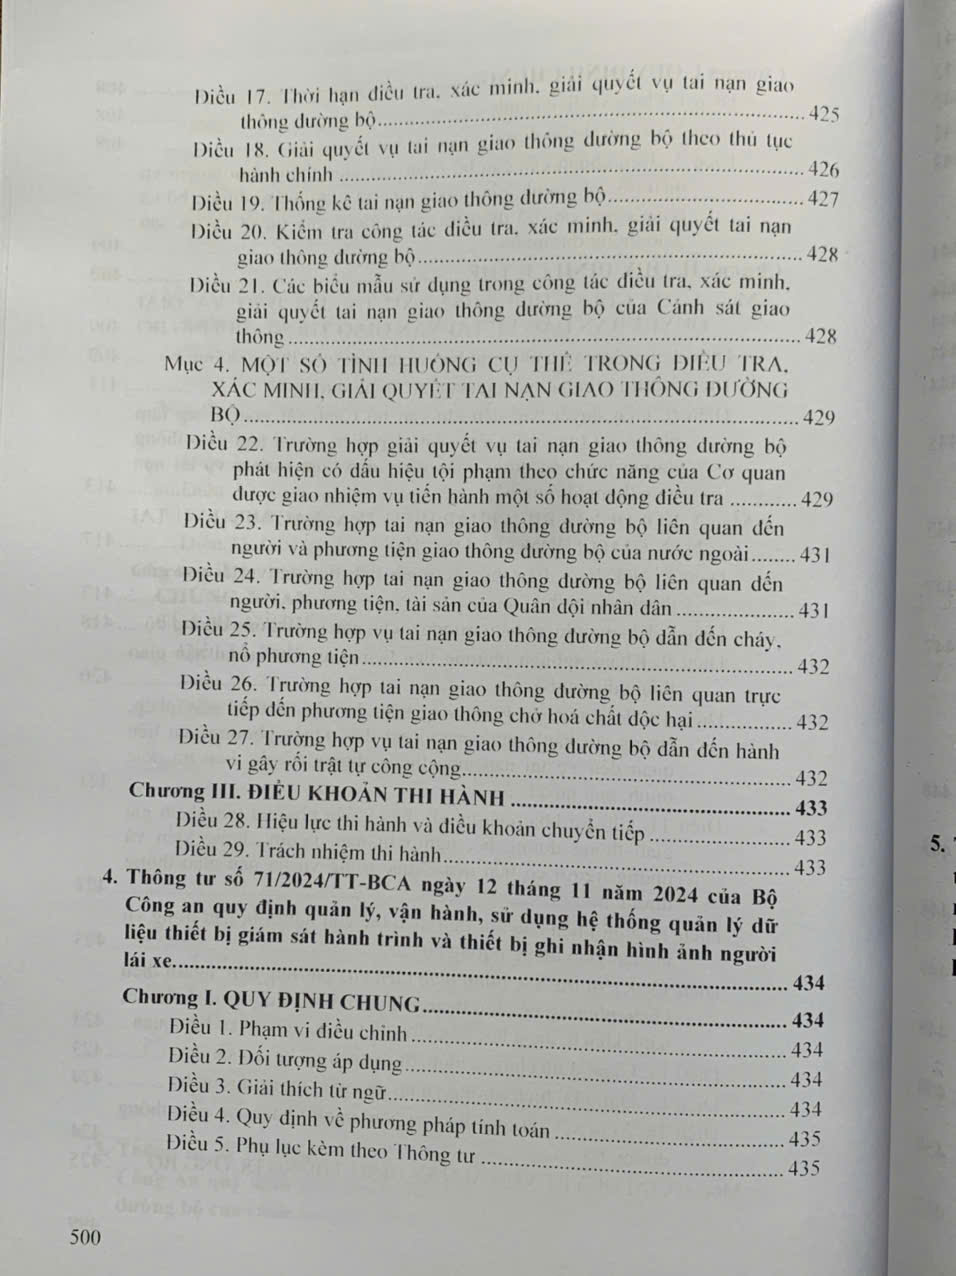 Điều 17. Thời hạn điều tra, xác minh, giải quyết vụ tai nạn giao
thông đường bộ........................................................ 425
Điều 18. Giải quyết vụ tai nạn giao thông đường bộ theo thủ tục
hành chính ........................................................ 426
Điều 19. Thống kê tai nạn giao thông đường bộ........................ 427
Điều 20. Kiểm tra công tác điều tra, xác minh, giải quyết tai nạn
giao thông đường bộ................................................ 428
Điều 21. Các biểu mẫu sử dụng trong công tác điều tra, xác minh,
giải quyết tai nạn giao thông đường bộ của Cảnh sát giao
thông ................................................................ 428
Mục 4. MỘT SỐ TÌNH HUỐNG CỤ THỂ TRONG ĐIỀU TRA,
XÁC MINH, GIẢI QUYẾT TAI NẠN GIAO THÔNG ĐƯỜNG
BỘ.................................................................... 429
Điều 22. Trường hợp giải quyết vụ tai nạn giao thông đường bộ
phát hiện có dấu hiệu tội phạm theo chức năng của Cơ quan
được giao nhiệm vụ tiến hành một số hoạt động điều tra ........... 429
Điều 23. Trường hợp tai nạn giao thông đường bộ liên quan đến
người và phương tiện giao thông đường bộ của nước ngoài........ 431
Điều 24. Trường hợp tai nạn giao thông đường bộ liên quan đến
người, phương tiện, tài sản của Quân đội nhân dân .................. 431
Điều 25. Trường hợp vụ tai nạn giao thông đường bộ dẫn đến cháy,
nổ phương tiện...................................................... 432
Điều 26. Trường hợp tai nạn giao thông đường bộ liên quan trực
tiếp đến phương tiện giao thông chở hoá chất độc hại ............... 432
Điều 27. Trường hợp vụ tai nạn giao thông đường bộ dẫn đến hành
vi gây rối trật tự công cộng......................................... 432
Chương III. ĐIỀU KHOẢN THI HÀNH .................................... 433
Điều 28. Hiệu lực thi hành và điều khoản chuyển tiếp .................. 433
Điều 29. Trách nhiệm thi hành......................................... 433
4. Thông tư số 71/2024/TT-BCA ngày 12 tháng 11 năm 2024 của Bộ
Công an quy định quản lý, vận hành, sử dụng hệ thống quản lý dữ
liệu thiết bị giám sát hành trình và thiết bị ghi nhận hình ảnh người
lái xe................................................................. 434
Chương I. QUY ĐỊNH CHUNG............................................ 434
Điều 1. Phạm vi điều chỉnh ........................................... 434
Điều 2. Đối tượng áp dụng............................................ 434
Điều 3. Giải thích từ ngữ............................................. 434
Điều 4. Quy định về phương pháp tính toán ........................... 435
Điều 5. Phụ lục kèm theo Thông tư .................................... 435
500
5.